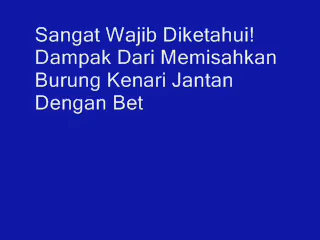 Sangat Wajib Diketahui!
Dampak Dari Memisahkan
Burung Kenari Jantan
Dengan Bet